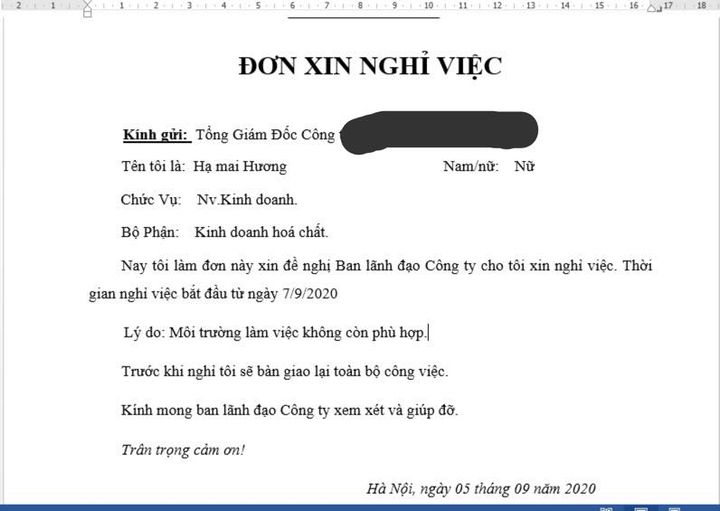 2 1 1 2 3 4 5 6 7 8 9 10 11 12 13 14 15 16 17 18
ĐƠN XIN NGHỈ VIỆC
Kính gửi: Tổng Giám Đốc Công
Tên tôi là: Hạ mai Hương Nam/nữ: Nữ
Chức Vụ: Nv.Kinh doanh.
Bộ Phận: Kinh doanh hoá chất.
Nay tôi làm đơn này xin đề nghị Ban lãnh đạo Công ty cho tôi xin nghỉ việc. Thời
gian nghỉ việc bắt đầu từ ngày 7/9/2020
Lý do: Môi trường làm việc không còn phù hợp.
Trước khi nghỉ tôi sẽ bàn giao lại toàn bộ công việc.
Kính mong ban lãnh đạo Công ty xem xét và giúp đỡ.
Trân trọng cảm ơn!
Hà Nội, ngày 05 tháng 09 năm 2020